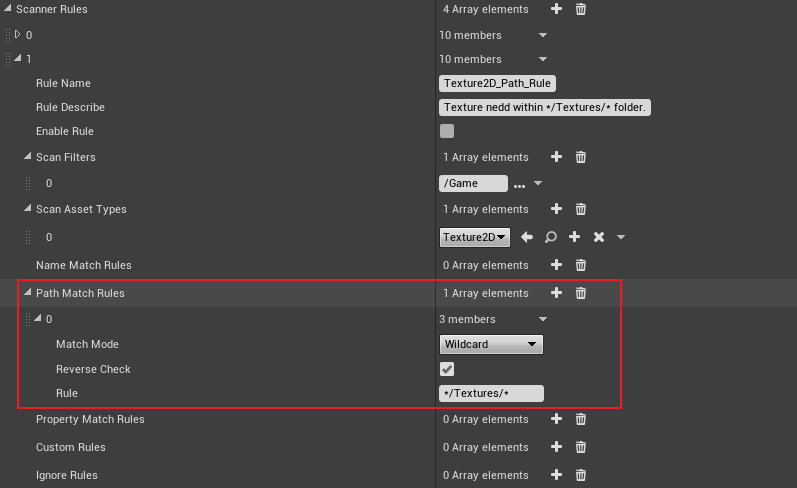 Scanner Rules 4 Array elements
0 10 members
1 10 members
Rule Name Texture2D_Path_Rule
Rule Describe Texture nedd within */Textures/* folder.
Enable Rule
Scan Filters 1 Array elements
0 /Game ...
Scan Asset Types 1 Array elements
0 Texture2D
Name Match Rules 0 Array elements
Path Match Rules 1 Array elements
0 3 members
Match Mode Wildcard
Reverse Check
Rule */Textures/*
Property Match Rules 0 Array elements
Custom Rules 0 Array elements
Ignore Rules 0 Array elements